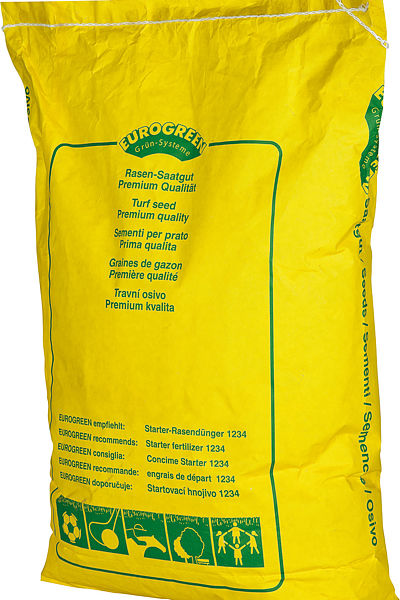 EUROGREEN
Grün-Systeme
Rasen-Saatgut
Premium Qualität
Turf seed
Premium quality
Sementi per prato
Prima qualita
Graines de gazon
Première qualité
Travní osivo
Premium kvalita
EUROGREEN empfiehlt: Starter-Rasendünger 1234
EUROGREEN recommends: Starter fertilizer 1234
EUROGREEN consiglia: Concime Starter 1234
EUROGREEN recommande: engrais de départ 1234
EUROGREEN doporučuje: Startovací hnojivo 1234
Saatgut / Seeds / Sementi / Semences / Osivo